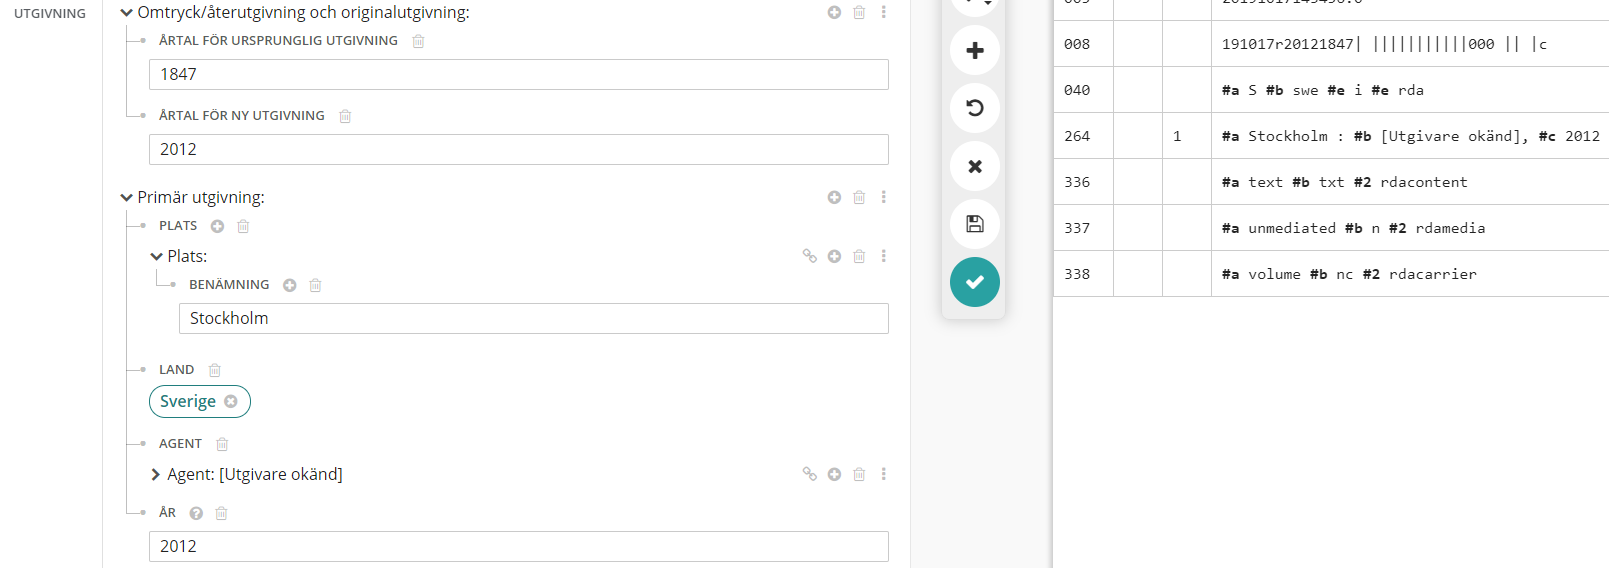 UTGIVNING
Omtryck/återutgivning och originalutgivning:
ÅRTAL FÖR URSPRUNGLIG UTGIVNING
1847
ÅRTAL FÖR NY UTGIVNING
2012
Primär utgivning:
PLATS
Plats:
BENÄMNING
Stockholm
LAND
Sverige
AGENT
Agent: [Utgivare okänd]
ÅR
2012
008 191017r20121847| |||||||||||000 || |c
040 #a S #b swe #e i #e rda
264 1 #a Stockholm : #b [Utgivare okänd], #c 2012
336 #a text #b txt #2 rdacontent
337 #a unmediated #b n #2 rdamedia
338 #a volume #b nc #2 rdacarrier